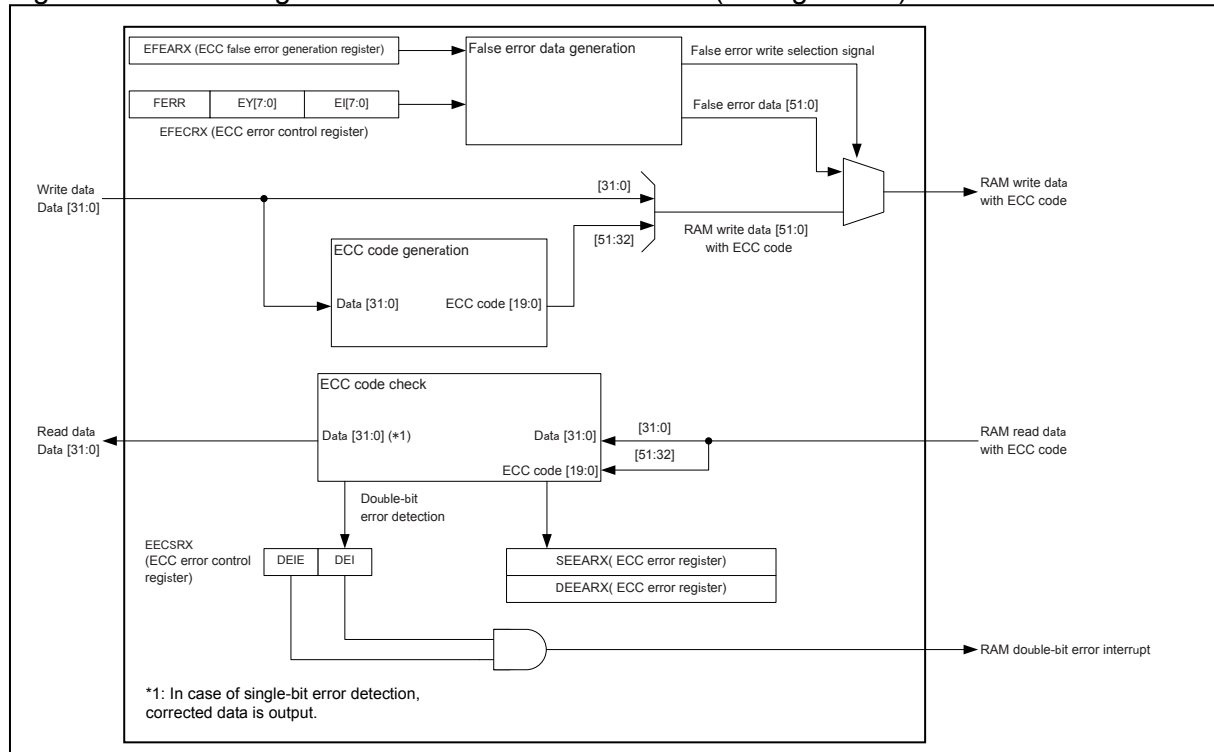 EFEARX (ECC false error generation register)
False error data generation
False error write selection signal
FERR
EY[7:0]
EI[7:0]
False error data [51:0]
EFECRX (ECC error control register)
Write data
Data [31:0]
[31:0]
[51:32]
RAM write data [51:0]
with ECC code
RAM write data
with ECC code
ECC code generation
Data [31:0]
ECC code [19:0]
ECC code check
Read data
Data [31:0]
Data [31:0] (*1)
Data [31:0]
ECC code [19:0]
[31:0]
[51:32]
RAM read data
with ECC code
Double-bit
error detection
EECSRX
(ECC error control
register)
DEIE
DEI
SEEARX( ECC error register)
DEEARX( ECC error register)
RAM double-bit error interrupt
*1: In case of single-bit error detection,
corrected data is output.